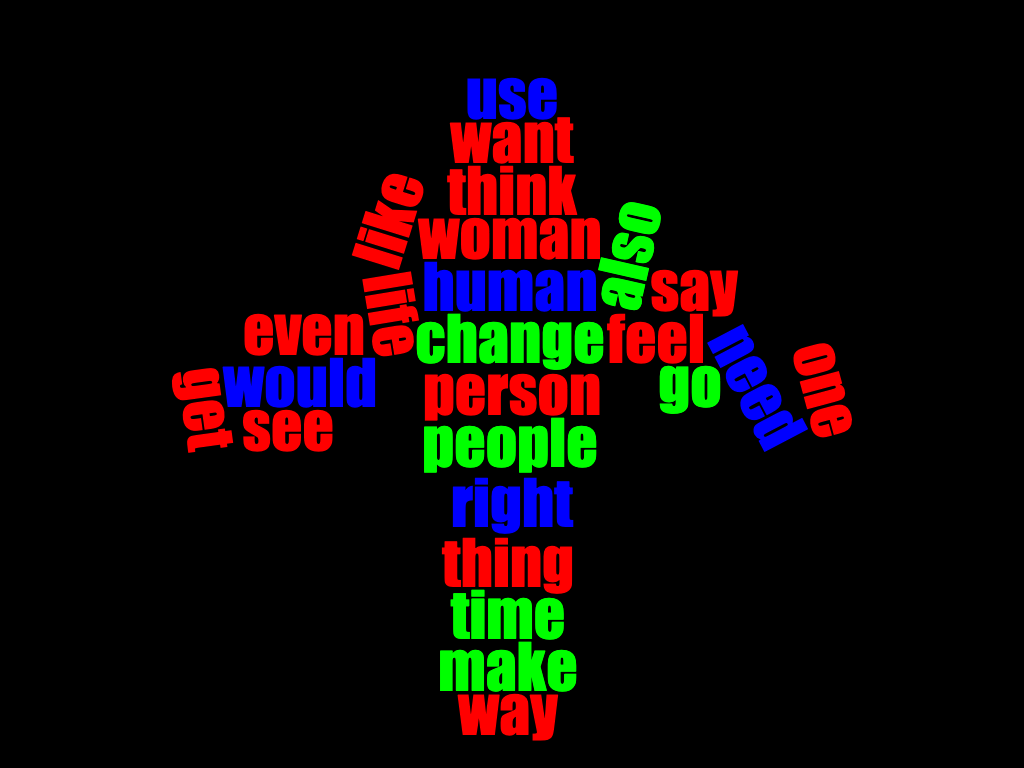 use
want
think
like
woman
also
human
say
life
even
change
feel
need
one
would
get
person
go
see
people
right
thing
time
make
way